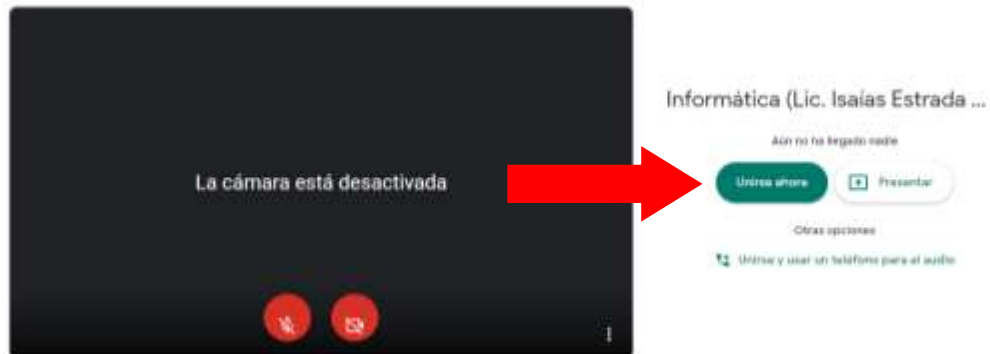 La cámara está desactivada
Informática (Lic. Isaías Estrada ...
Aún no ha llegado nadie
Unirse ahora
Presentar
Otras opciones
Unirse y usar un teléfono para el audio